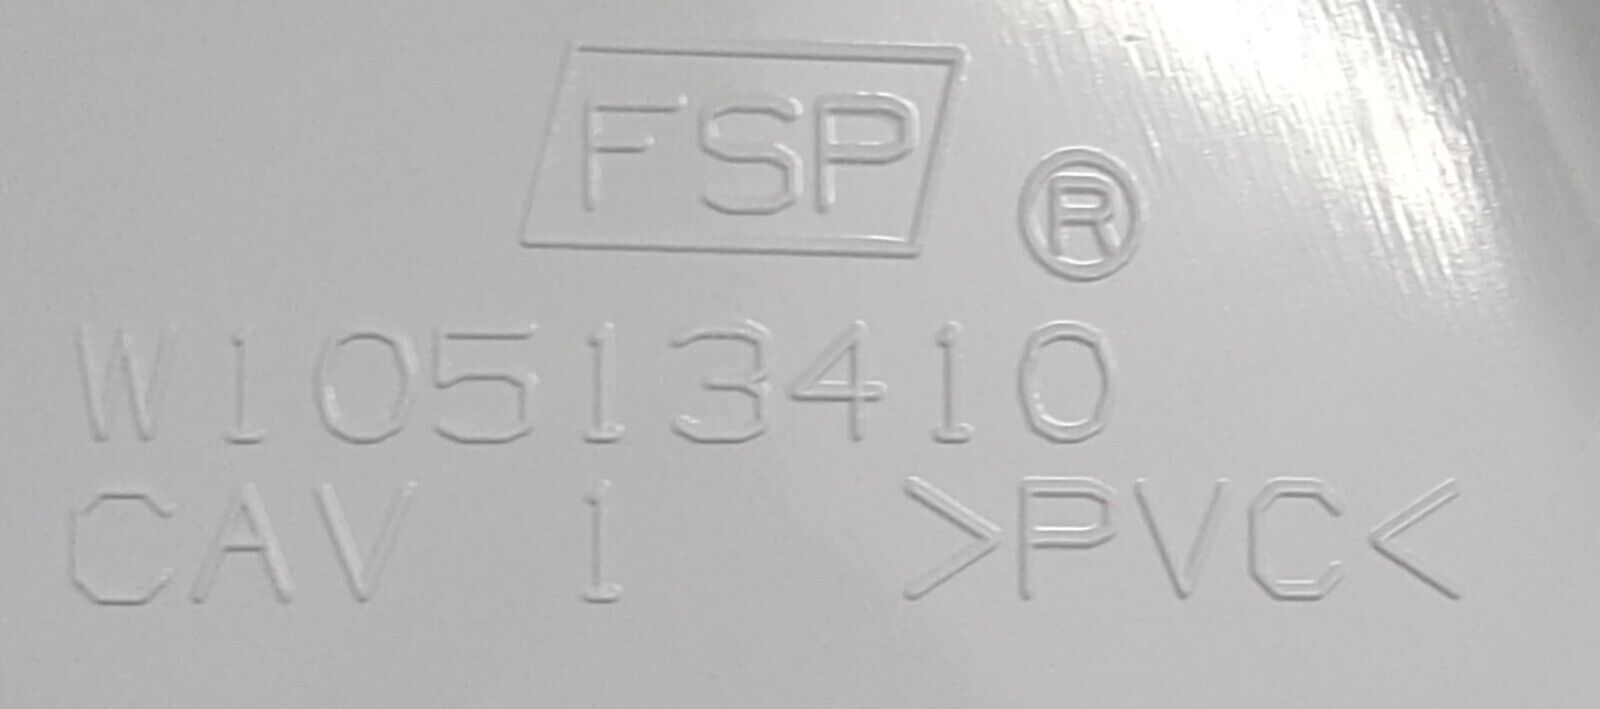 FSP ®
W10513410
CAV 1 >PVC<